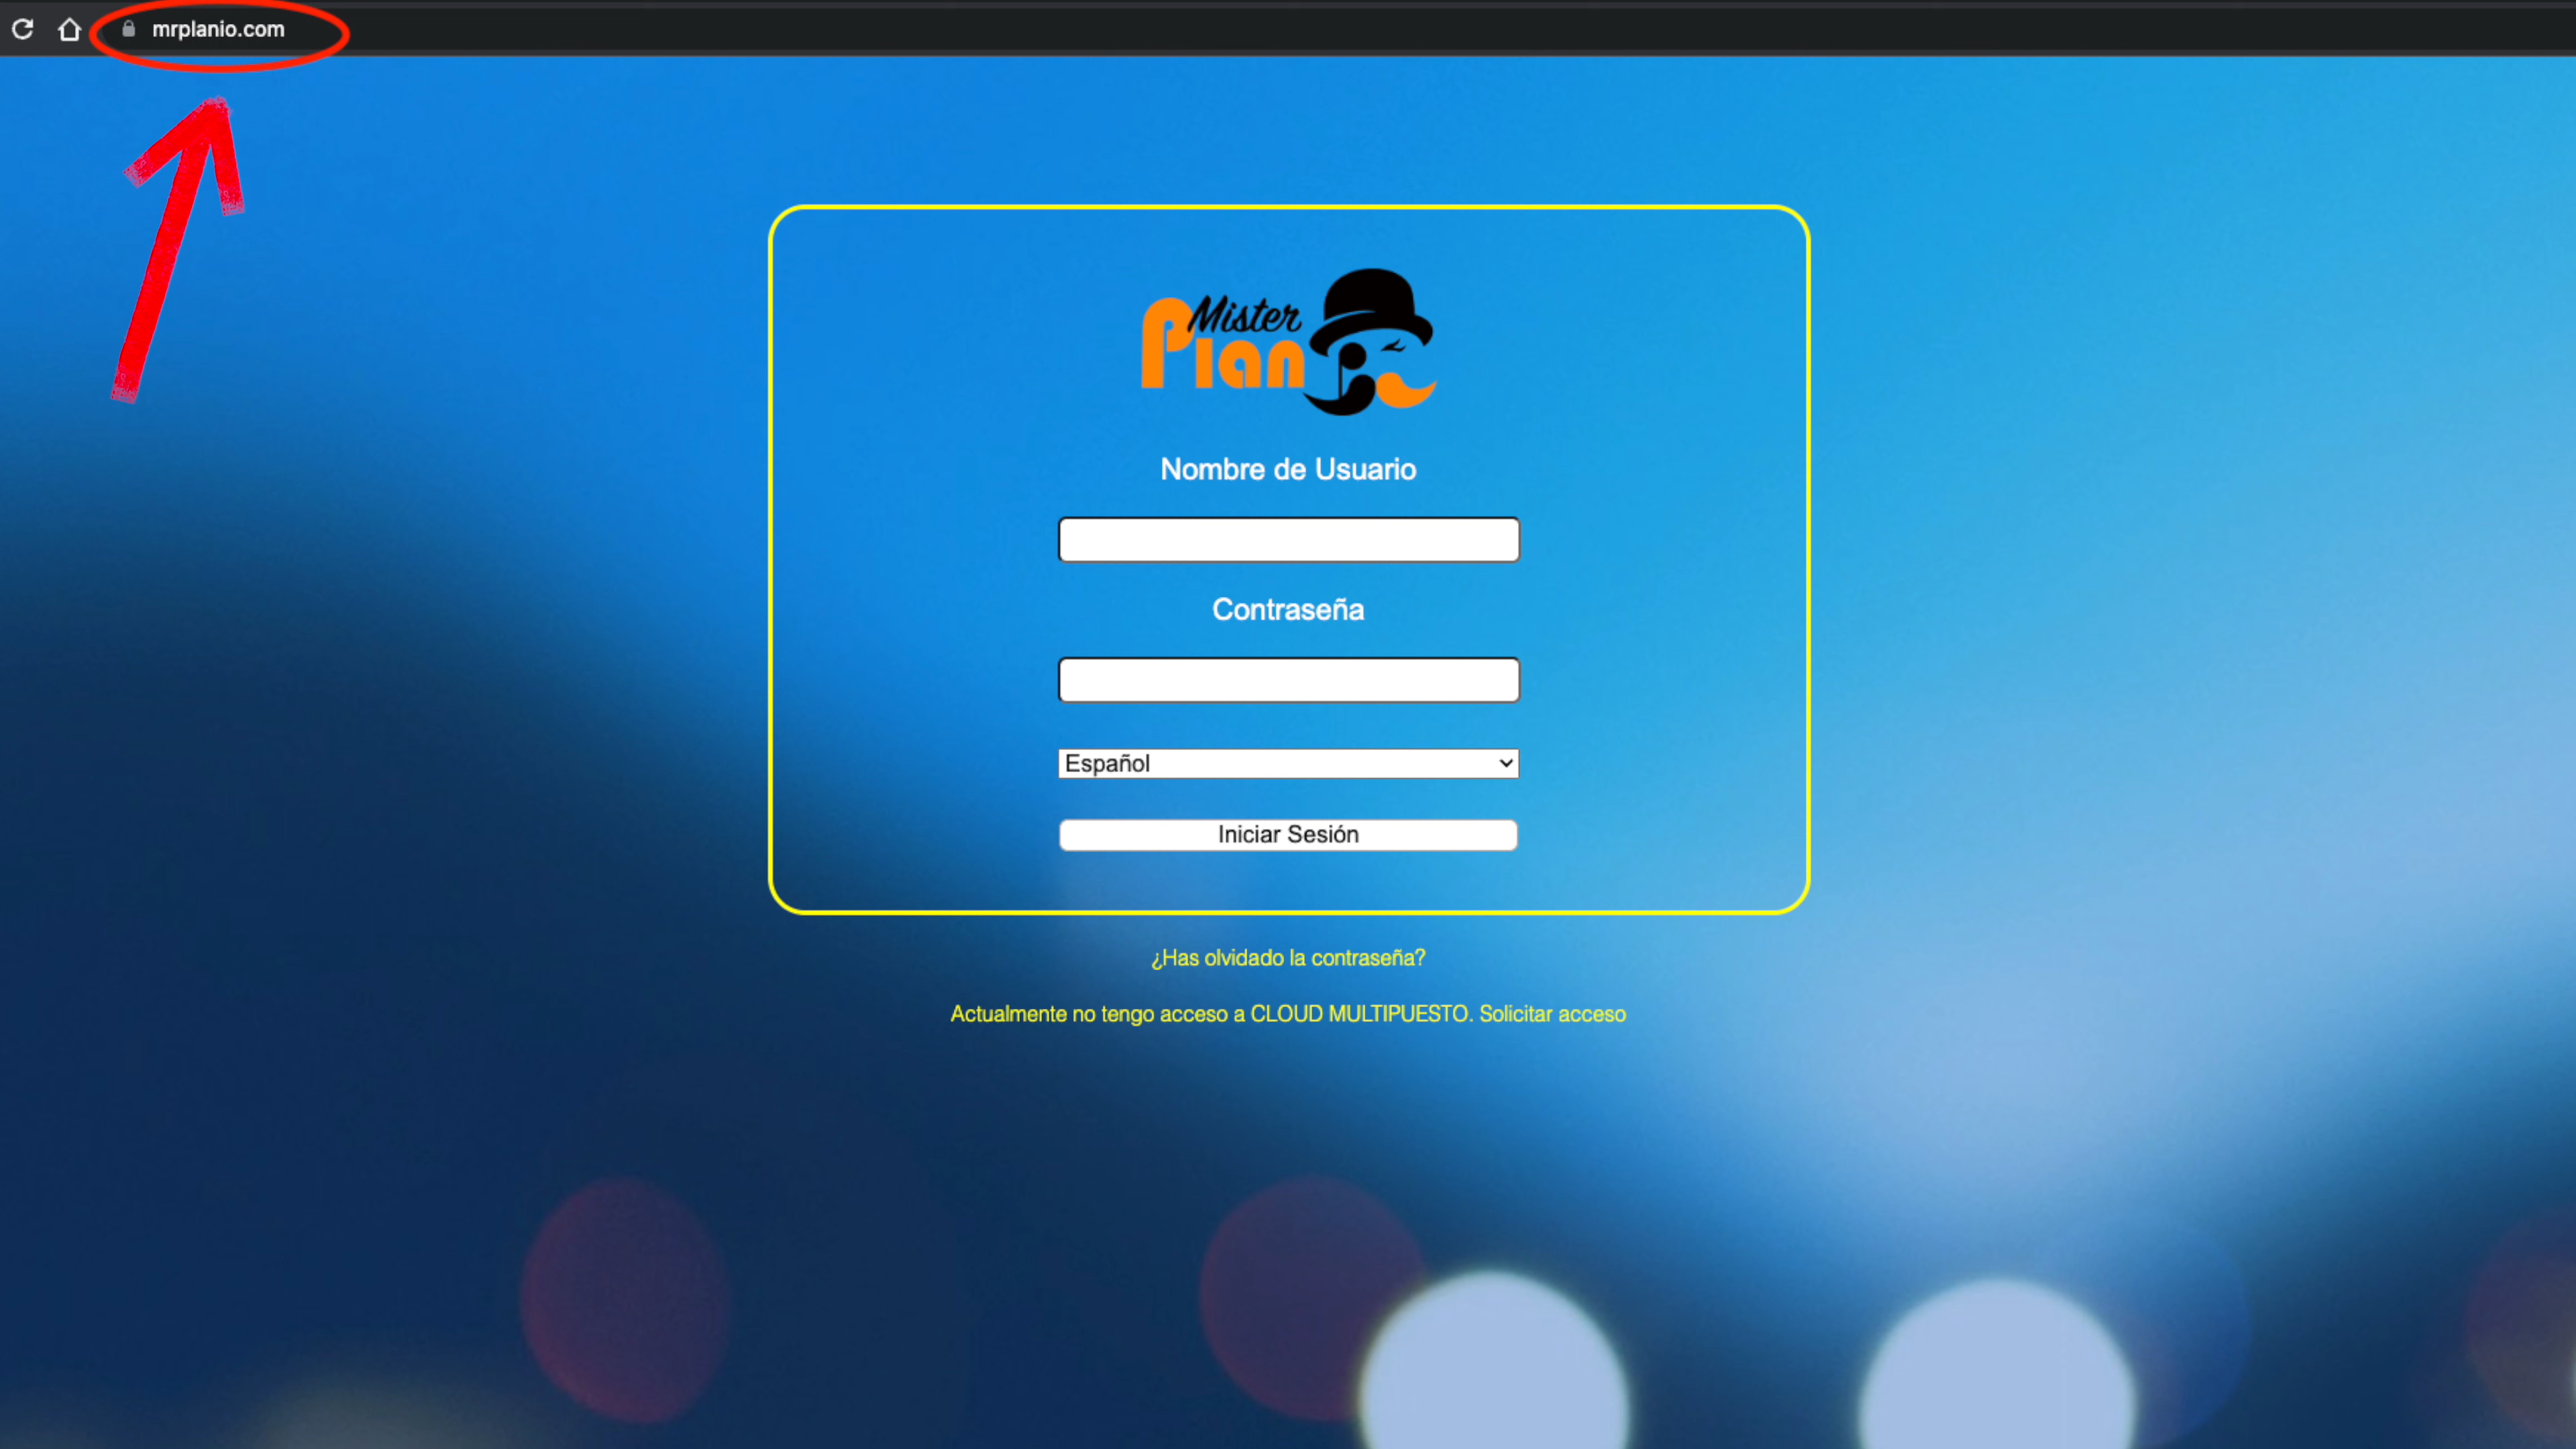 mrplanio.com
Mister
Plan
Nombre de Usuario
Contraseña
Español
Iniciar Sesión
¿Has olvidado la contraseña?
Actualmente no tengo acceso a CLOUD MULTIPUESTO. Solicitar acceso